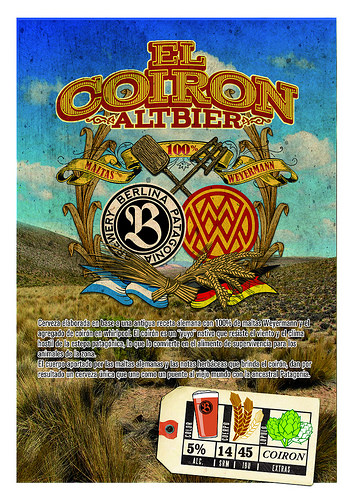 EL
COIRON
ALTBIER
100%
MALTAS
WEYERMANN
BREWERY - BERLINA PATAGONIA
B
Cerveza elaborada en base a una antigua receta alemana con 100% de maltas Weyermann y el
agregado de coirón en whirlpool. El coirón es un "yuyo" nativo que resiste el viento y el clima
hostil de la estepa patagónica, lo que lo convierte en el alimento de supervivencia para los
animales de la zona.
El cuerpo aportado por las maltas alemanas y las notas herbáceas que brinda el coirón, dan por
resultado un cerveza única que une como un puente al viejo mundo con la ancestral Patagonia.
COLOR
CUERPO
5%
14
45
COIRON
ALC.
SRM
IBU
EXTRAS